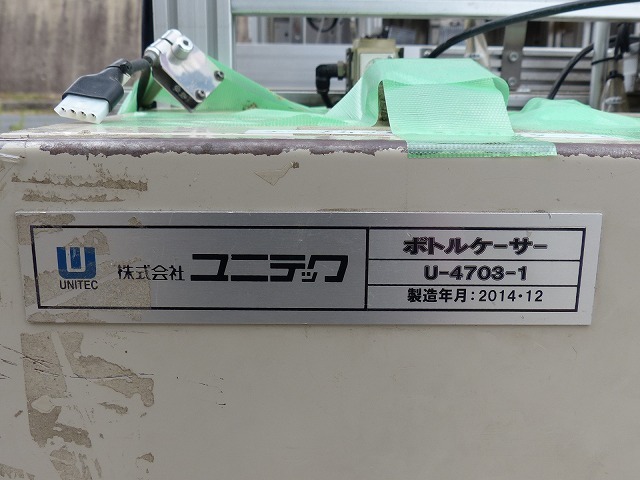 U
UNITEC
株式会社 ユニテック
ボトルケーサー
U-4703-1
製造年月:2014・12